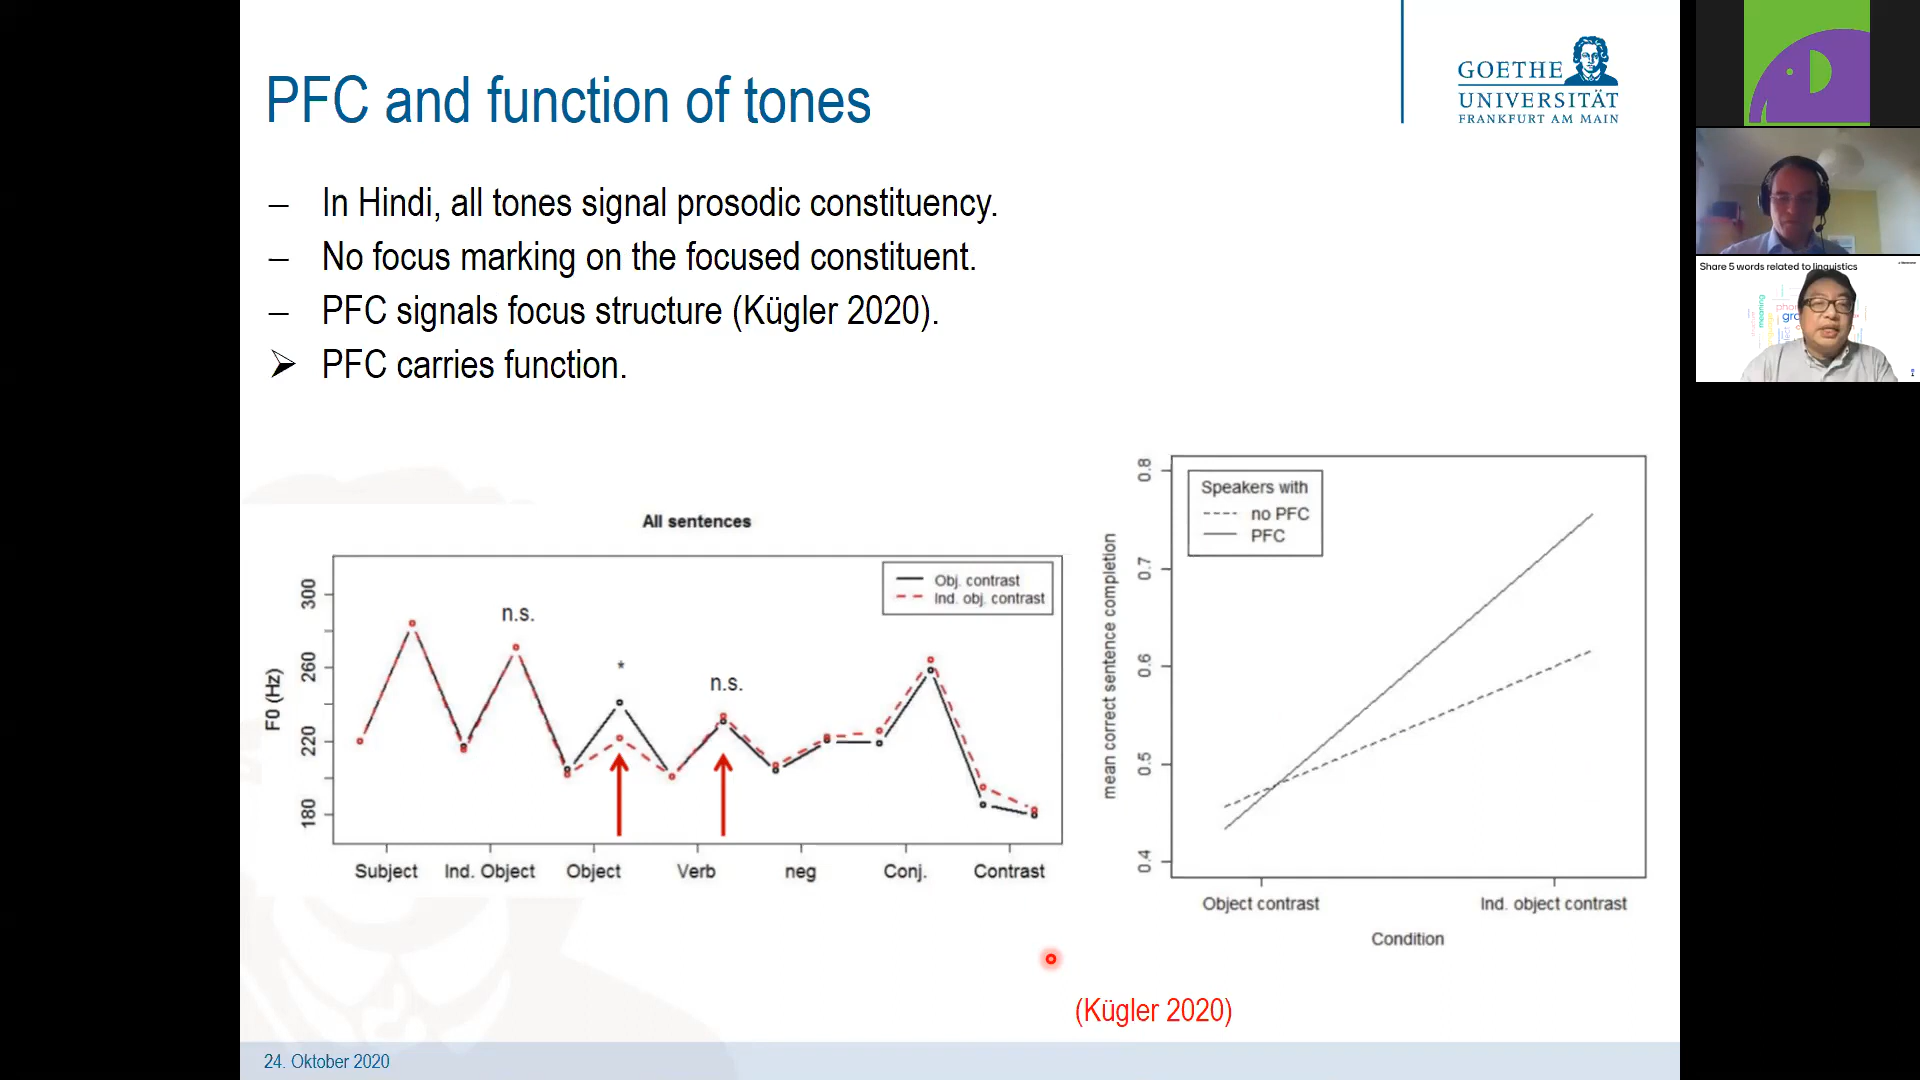 PFC and function of tones
GOETHE
UNIVERSITÄT
FRANKFURT AM MAIN
– In Hindi, all tones signal prosodic constituency.
– No focus marking on the focused constituent.
– PFC signals focus structure (Kügler 2020).
➢ PFC carries function.
All sentences
F0 (Hz)
300
260
220
180
n.s.
*
n.s.
Obj. contrast
Ind. obj. contrast
Subject Ind. Object Object Verb neg Conj. Contrast
mean correct sentence completion
0.8
0.7
0.6
0.5
0.4
Speakers with
no PFC
PFC
Object contrast Ind. object contrast
Condition
(Kügler 2020)
24. Oktober 2020
Share 5 words related to linguistics
meaning